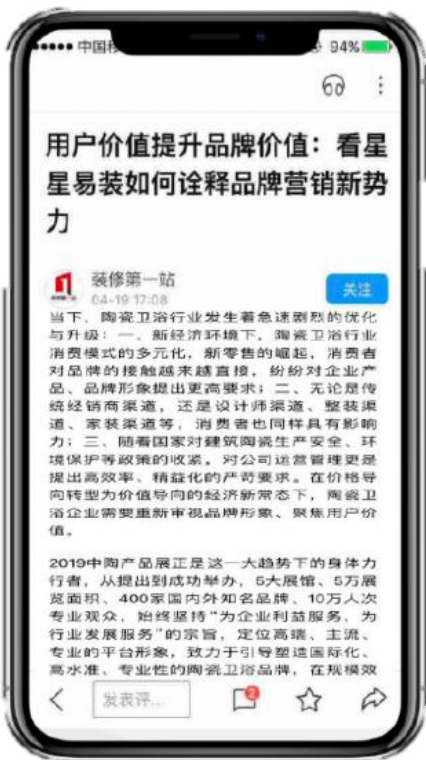 中国移
94%
用户价值提升品牌价值：看星
星易装如何诠释品牌营销新势
力
装修第一站
04-19 17:08
关注
当下、陶瓷卫浴行业发生着急速剧烈的优化
与升级：一、新经济环境下，陶瓷卫浴行业
消费模式的多元化，新零售的崛起，消费者
对品牌的接触越来越直接，纷纷对企业产
品、品牌形象提出更高要求；二、无论是传
统经销商渠道，还是设计师渠道、整装渠
道、家装渠道等，消费者也同样具有影响
力；三、随着国家对建筑陶瓷生产安全、环
境保护等政策的收紧。对公司运营管理更是
提出高效率、精益化的严苛要求。在价格导
向转型为价值导向的经济新常态下，陶瓷卫
浴企业需要重新审视品牌形象、聚焦用户价
值。
2019中陶产品展正是这一大趋势下的身体力
行者，从提出到成功举办，6大展馆、5万展
览面积、400家国内外知名品牌、10万人次
专业观众，始终坚持“为企业利益服务，为
行业发展服务”的宗旨，定位高端、主流、
专业的平台形象，致力于引导塑造国际化、
高水准、专业性的陶瓷卫浴品牌，在规模效
发表评...
2